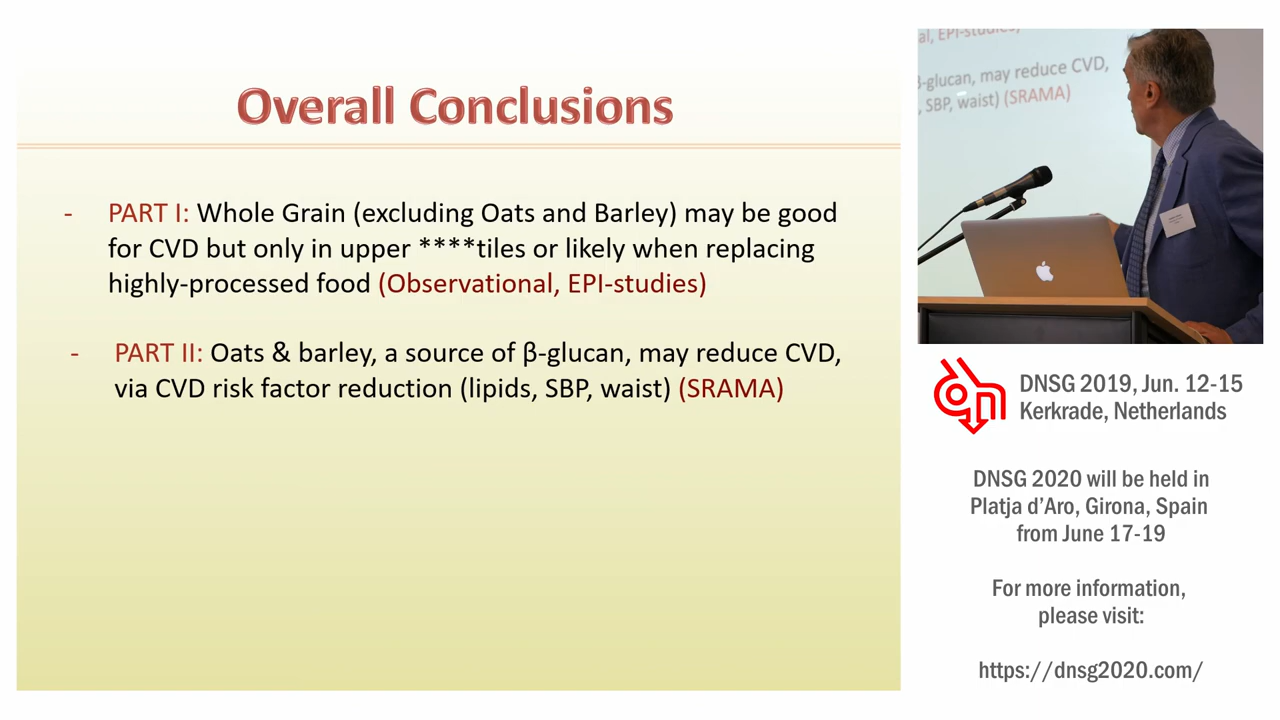 Overall Conclusions
- PART I: Whole Grain (excluding Oats and Barley) may be good
for CVD but only in upper ****tiles or likely when replacing
highly-processed food (Observational, EPI-studies)
- PART II: Oats & barley, a source of β-glucan, may reduce CVD,
via CVD risk factor reduction (lipids, SBP, waist) (SRAMA)
al, EPI-studies)
β-glucan, may reduce CVD,
, SBP, waist) (SRAMA)
DNSG 2019, Jun. 12-15
Kerkrade, Netherlands
DNSG 2020 will be held in
Platja d’Aro, Girona, Spain
from June 17-19
For more information,
please visit:
https://dnsg2020.com/